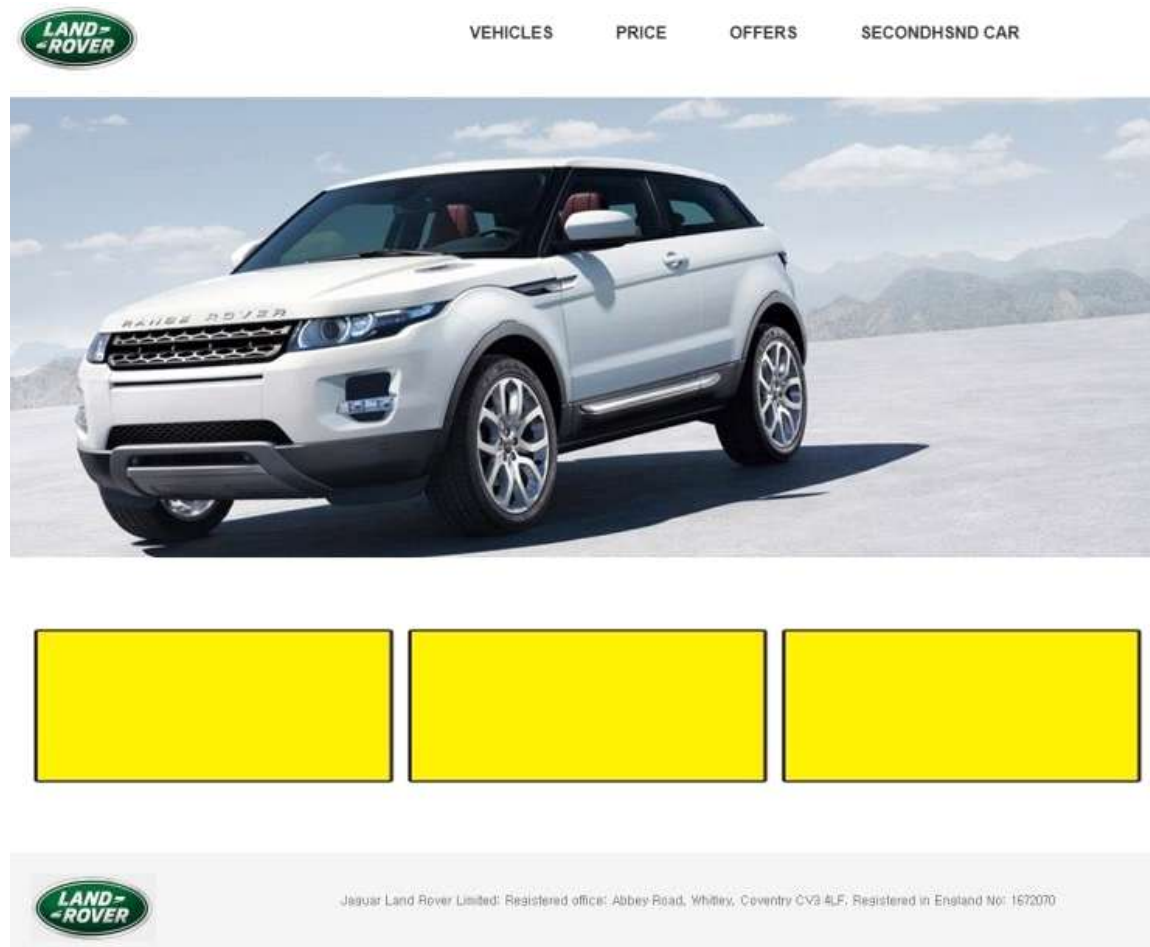 LAND-
-ROVER
VEHICLES PRICE OFFERS SECONDHSND CAR
RANGE ROVER
LAND-
-ROVER
Jaguar Land Rover Limited: Registered office: Abbey Road, Whitley, Coventry CV3 4LF. Registered in England No: 1672070